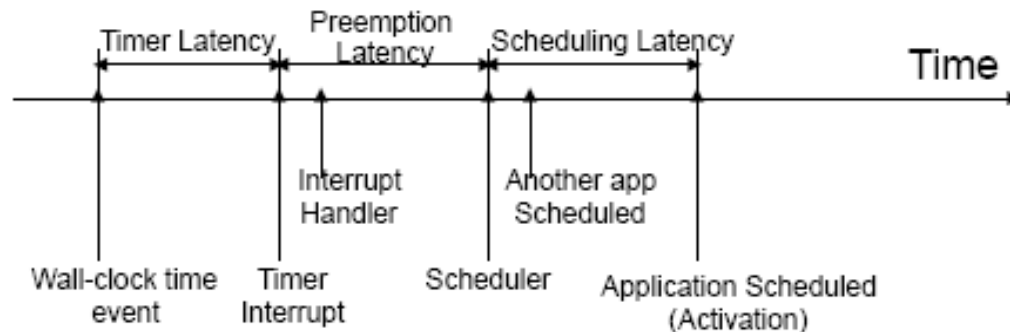 Timer Latency
Preemption
Latency
Scheduling Latency
Time
Interrupt
Handler
Another app
Scheduled
Wall-clock time
event
Timer
Interrupt
Scheduler
Application Scheduled
(Activation)